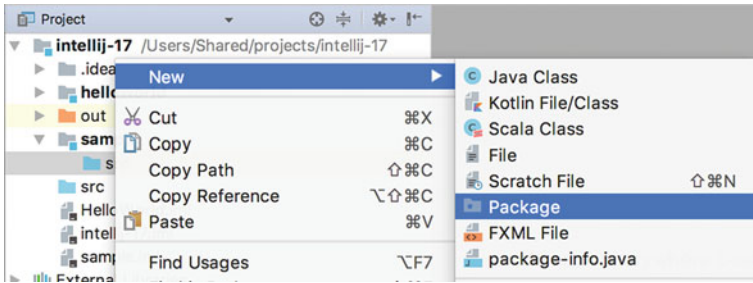 Project
intellij-17 /Users/Shared/projects/intellij-17
.idea
New
Java Class
hello
Kotlin File/Class
out
Cut ⌘X
Scala Class
sam
Copy ⌘C
File
s
Copy Path ⇧⌘C
Scratch File ⇧⌘N
src
Copy Reference ⌥⇧⌘C
Package
Hello
Paste ⌘V
FXML File
intell
package-info.java
samp
Find Usages ⌥F7